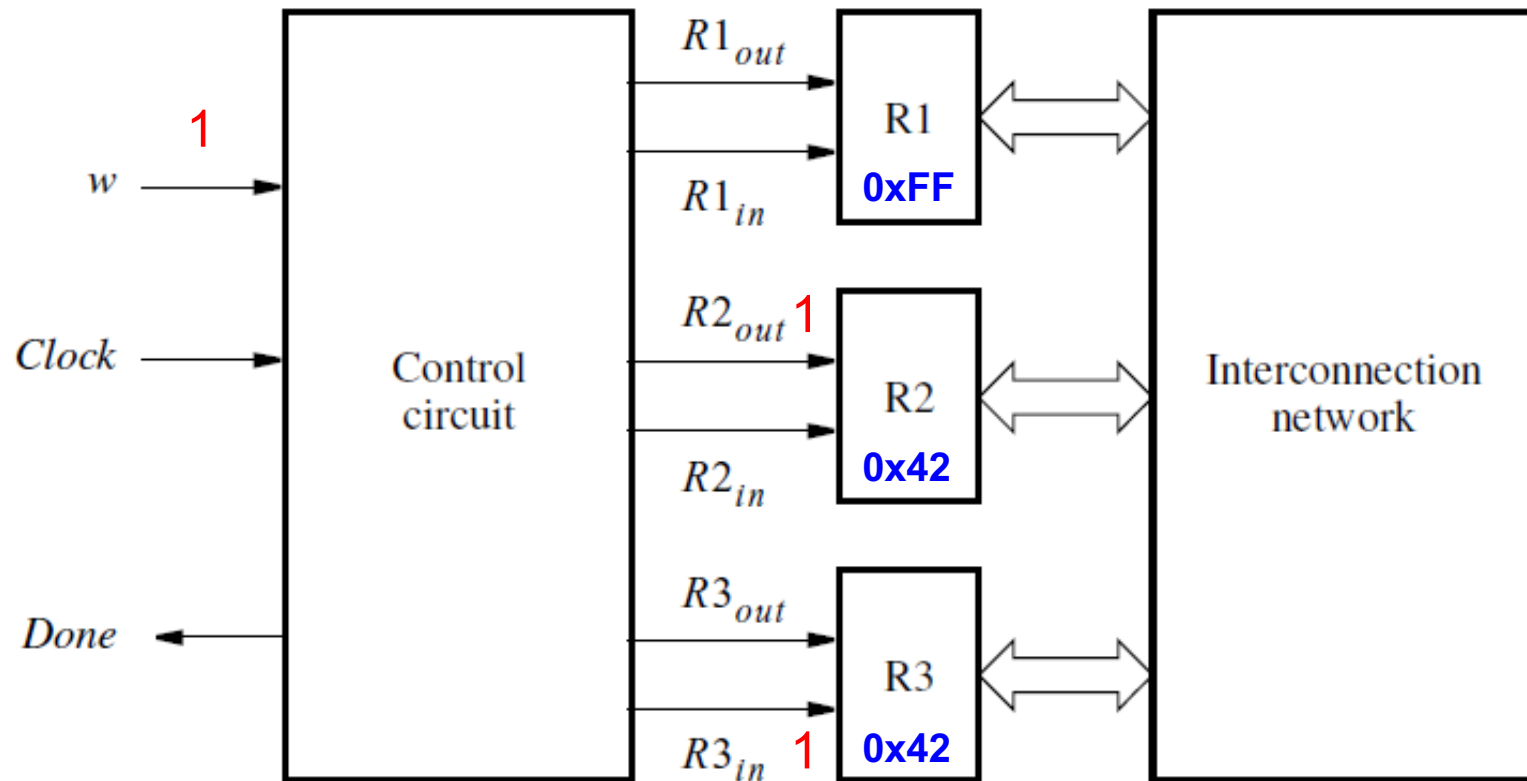 R1out
1
w
R1
R1in
0xFF
R2out 1
Clock
Control
circuit
R2
Interconnection
network
R2in
0x42
R3out
Done
R3
R3in 1
0x42